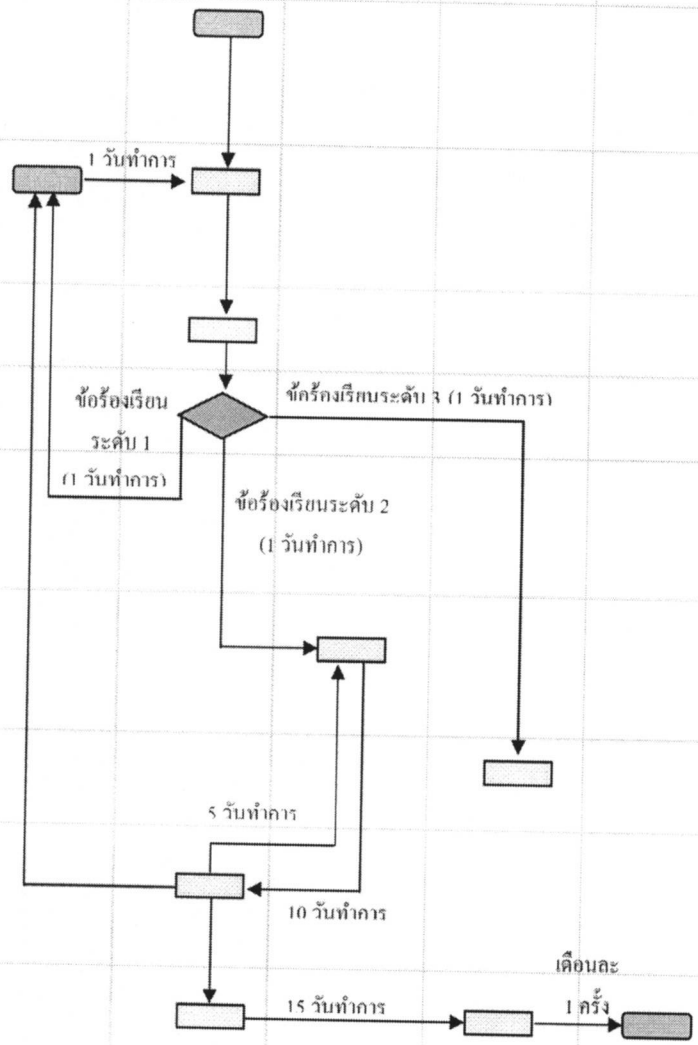 1 วันทำการ
ข้อร้องเรียน
ระดับ 1
(1 วันทำการ)
ข้อร้องเรียนระดับ 3 (1 วันทำการ)
ข้อร้องเรียนระดับ 2
(1 วันทำการ)
5 วันทำการ
10 วันทำการ
15 วันทำการ
เดือนละ
1 ครั้ง